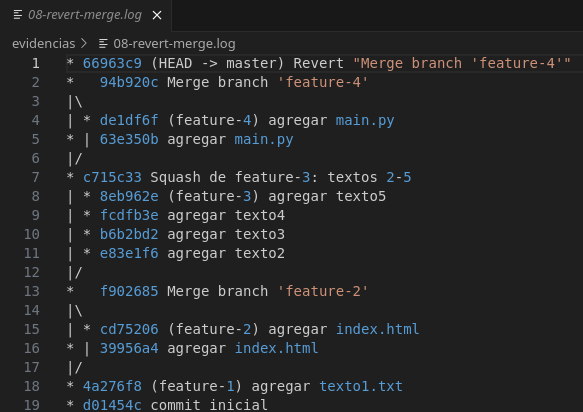 08-revert-merge.log
evidencias > 08-revert-merge.log
1 * 66963c9 (HEAD -> master) Revert "Merge branch 'feature-4'"
2 *   94b920c Merge branch 'feature-4'
3 |\
4 | * de1df6f (feature-4) agregar main.py
5 * | 63e350b agregar main.py
6 |/
7 * c715c33 Squash de feature-3: textos 2-5
8 | * 8eb962e (feature-3) agregar texto5
9 | * fcdfb3e agregar texto4
10 | * b6b2bd2 agregar texto3
11 | * e83e1f6 agregar texto2
12 |/
13 *   f902685 Merge branch 'feature-2'
14 |\
15 | * cd75206 (feature-2) agregar index.html
16 * | 39956a4 agregar index.html
17 |/
18 * 4a276f8 (feature-1) agregar texto1.txt
19 * d01454c commit inicial